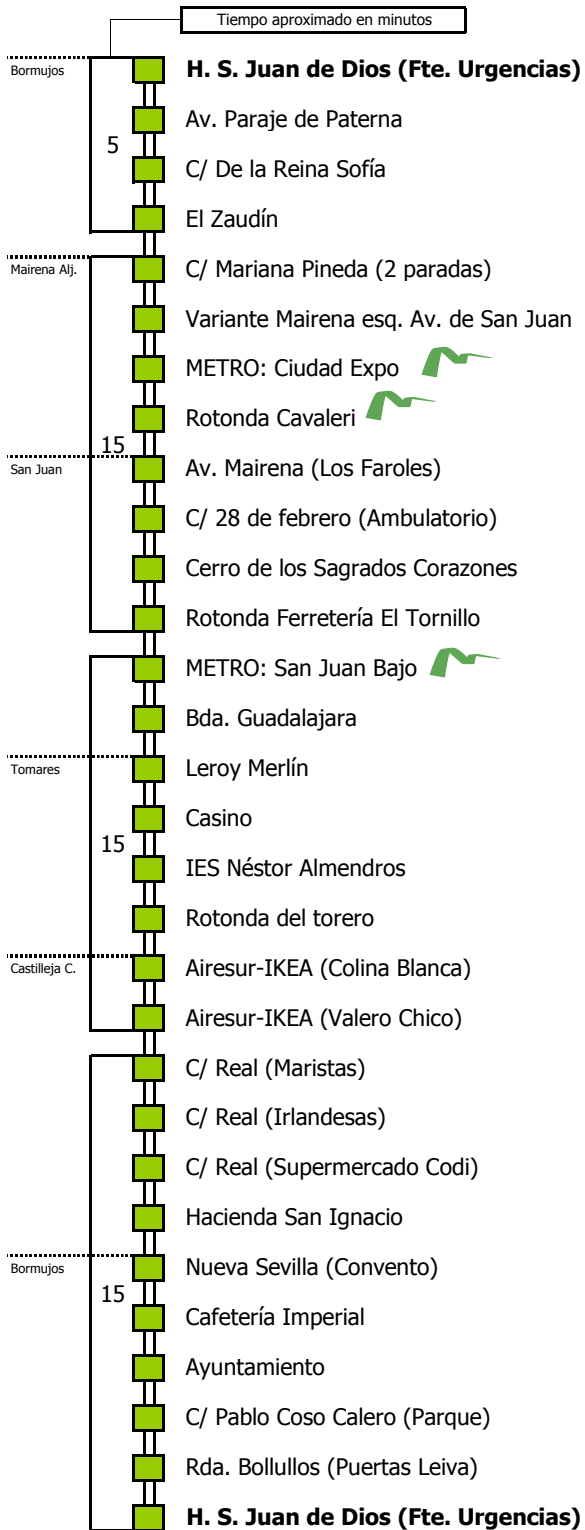 Tiempo aproximado en minutos
Bormujos
H. S. Juan de Dios (Fte. Urgencias)
Av. Paraje de Paterna
5
C/ De la Reina Sofía
El Zaudín
Mairena Alj.
C/ Mariana Pineda (2 paradas)
Variante Mairena esq. Av. de San Juan
METRO: Ciudad Expo
Rotonda Cavaleri
15
San Juan
Av. Mairena (Los Faroles)
C/ 28 de febrero (Ambulatorio)
Cerro de los Sagrados Corazones
Rotonda Ferretería El Tornillo
METRO: San Juan Bajo
Bda. Guadalajara
Tomares
Leroy Merlín
Casino
15
IES Néstor Almendros
Rotonda del torero
Castilleja C.
Airesur-IKEA (Colina Blanca)
Airesur-IKEA (Valero Chico)
C/ Real (Maristas)
C/ Real (Irlandesas)
C/ Real (Supermercado Codi)
Hacienda San Ignacio
Bormujos
Nueva Sevilla (Convento)
15
Cafetería Imperial
Ayuntamiento
C/ Pablo Coso Calero (Parque)
Rda. Bollullos (Puertas Leiva)
H. S. Juan de Dios (Fte. Urgencias)